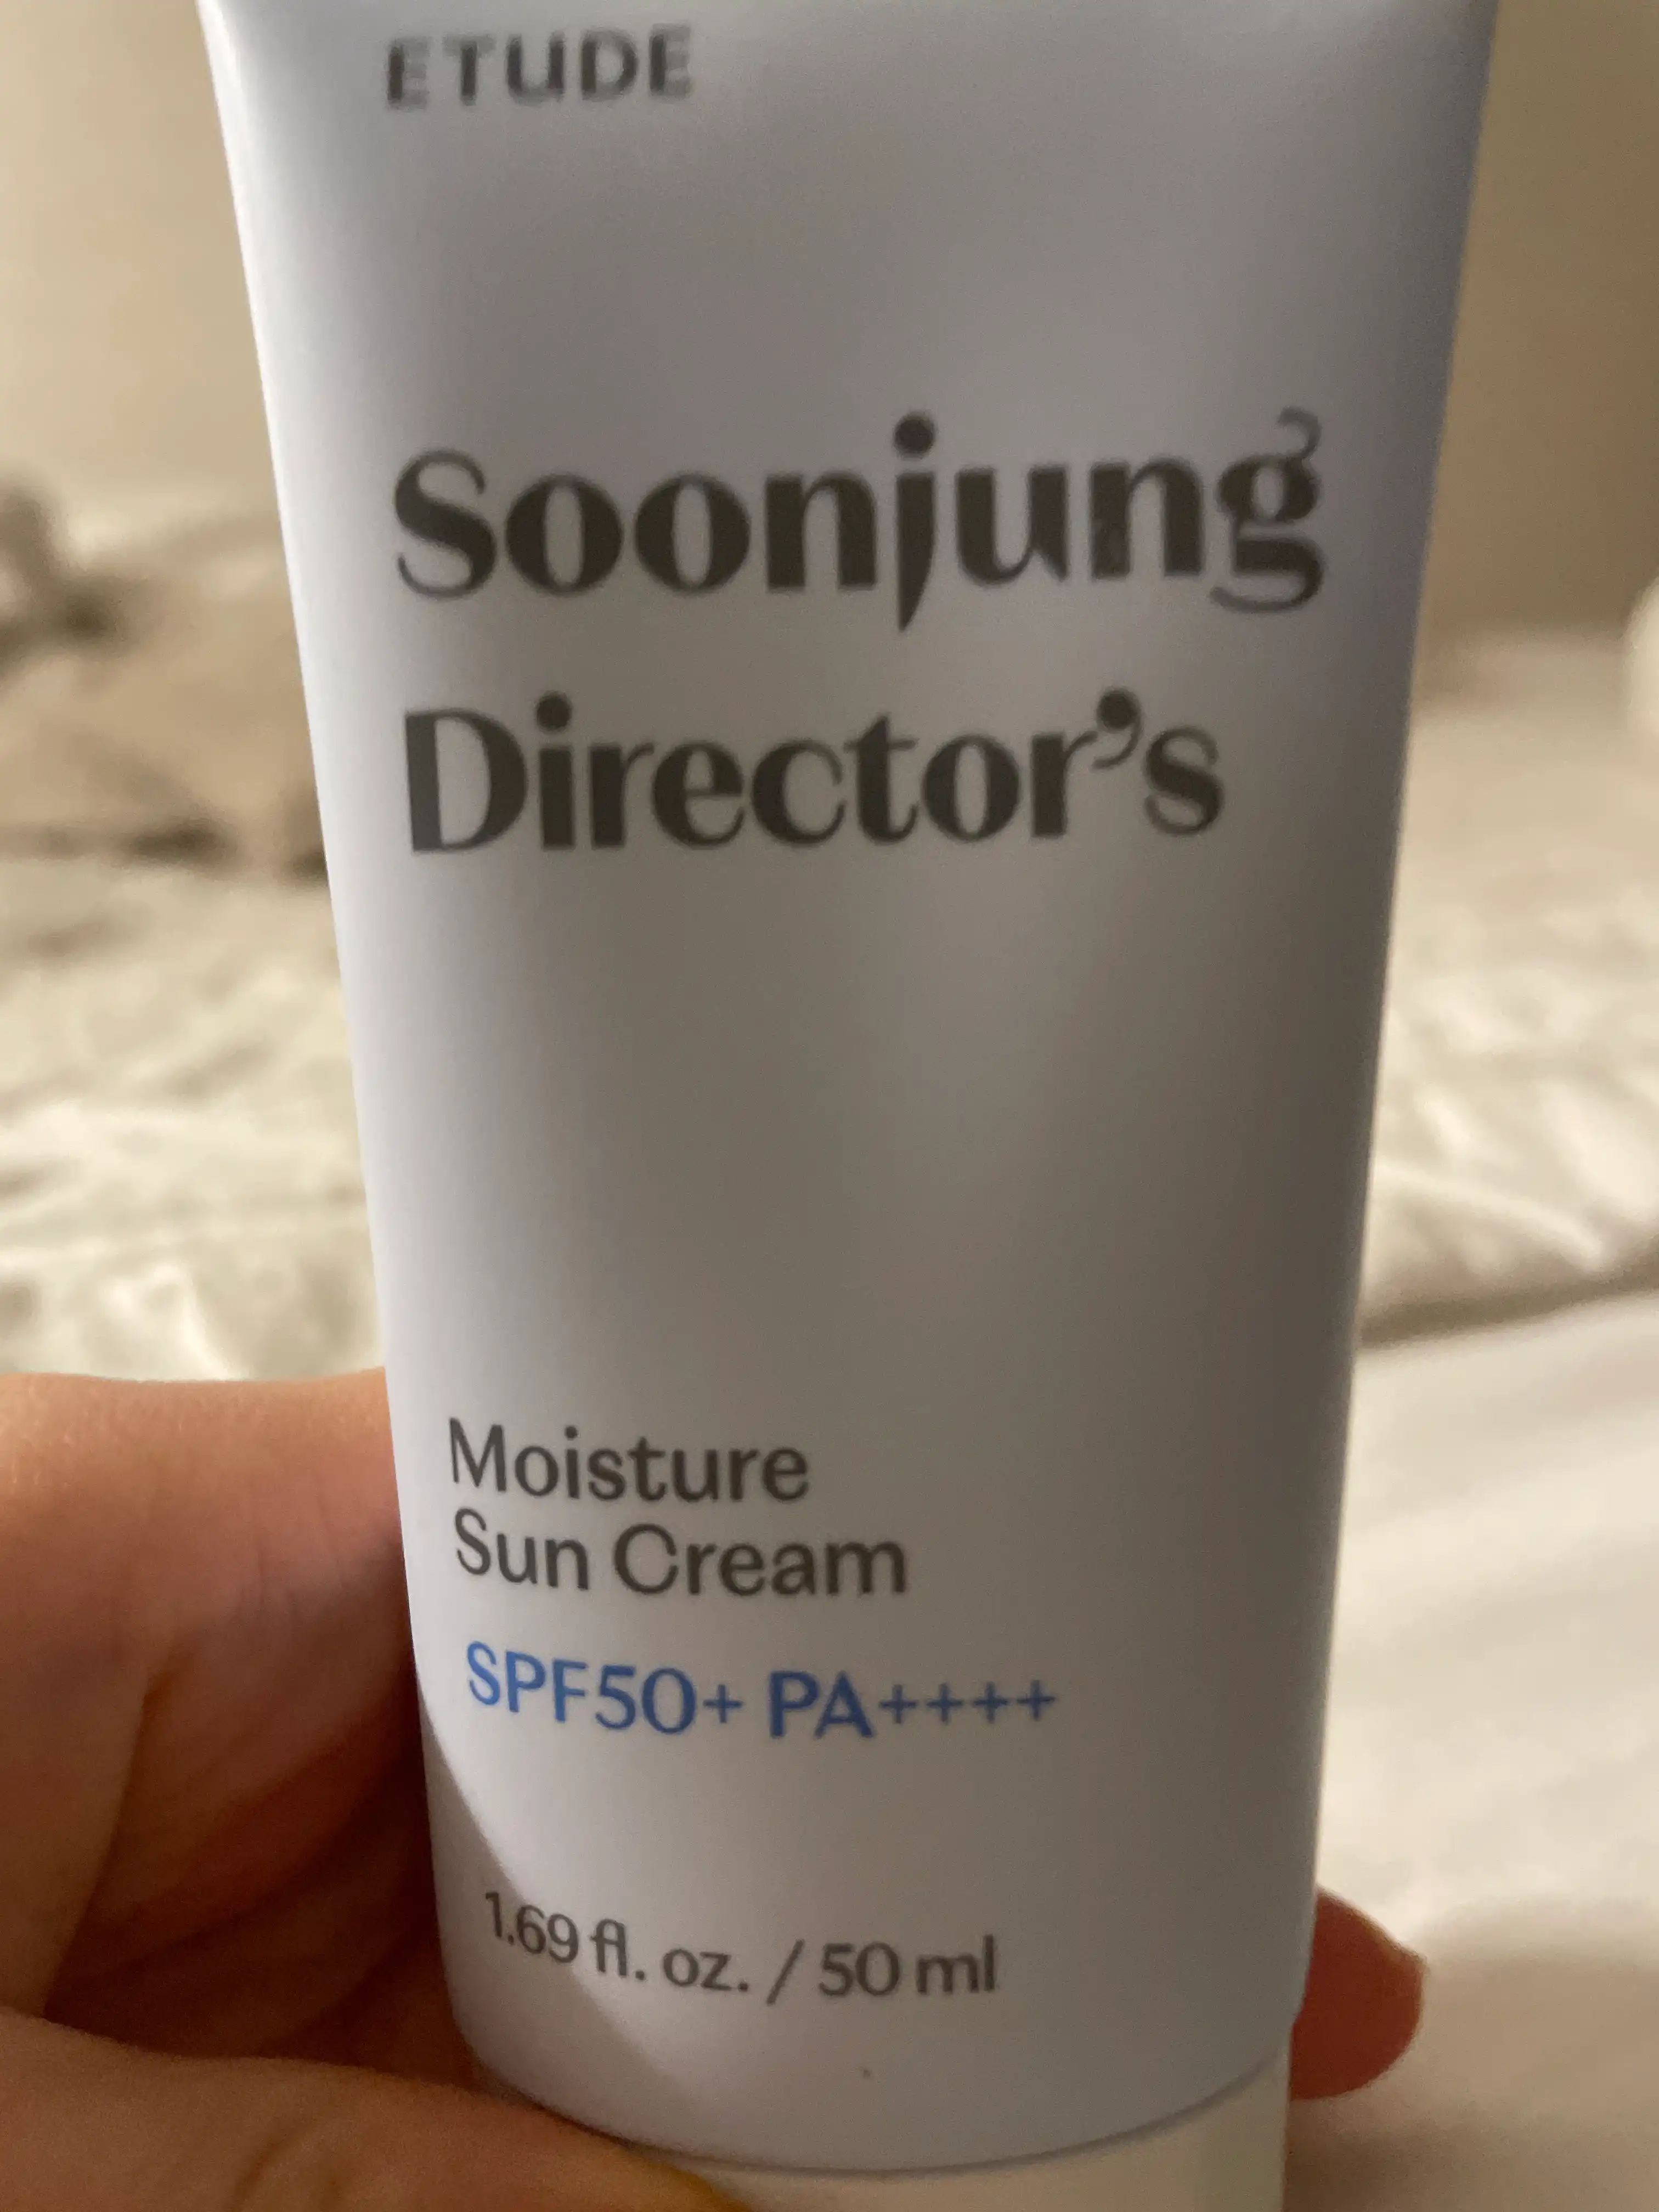 ETUDE
Soonjung
Director's
Moisture
Sun Cream
SPF50+ PA++++
1.69 fl. oz. / 50 ml